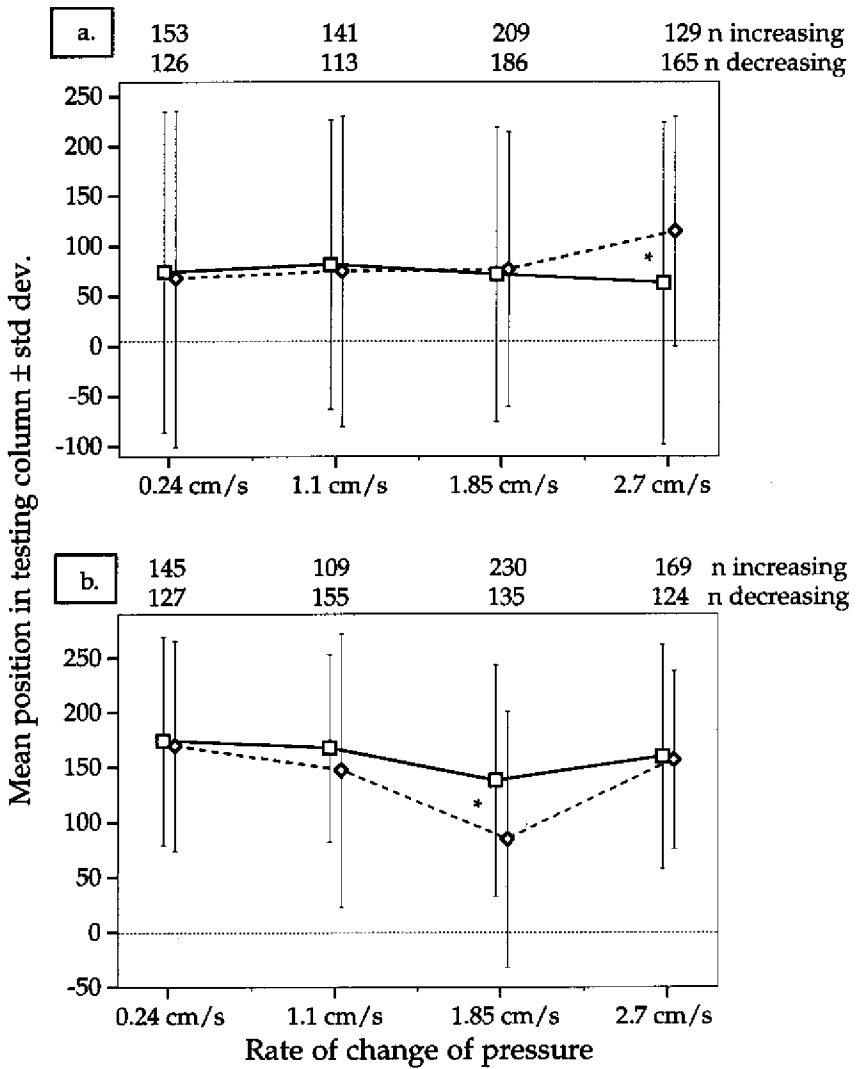 a.
153 141 209 129 n increasing
126 113 186 165 n decreasing
250
200
150
100
50
0
-50
-100
*
0.24 cm/s 1.1 cm/s 1.85 cm/s 2.7 cm/s
b.
145 109 230 169 n increasing
127 155 135 124 n decreasing
250
200
150
100
50
0
-50
*
0.24 cm/s 1.1 cm/s 1.85 cm/s 2.7 cm/s
Rate of change of pressure
Mean position in testing column ± std dev.